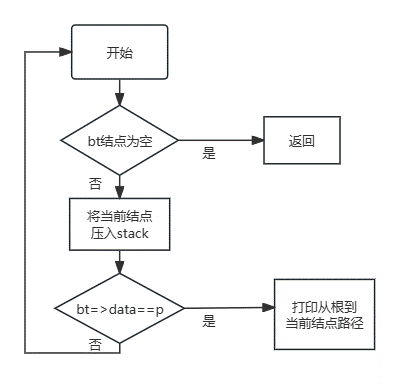 开始
bt结点为空
是
返回
否
将当前结点
压入stack
bt=>data==p
是
打印从根到
当前结点路径
否